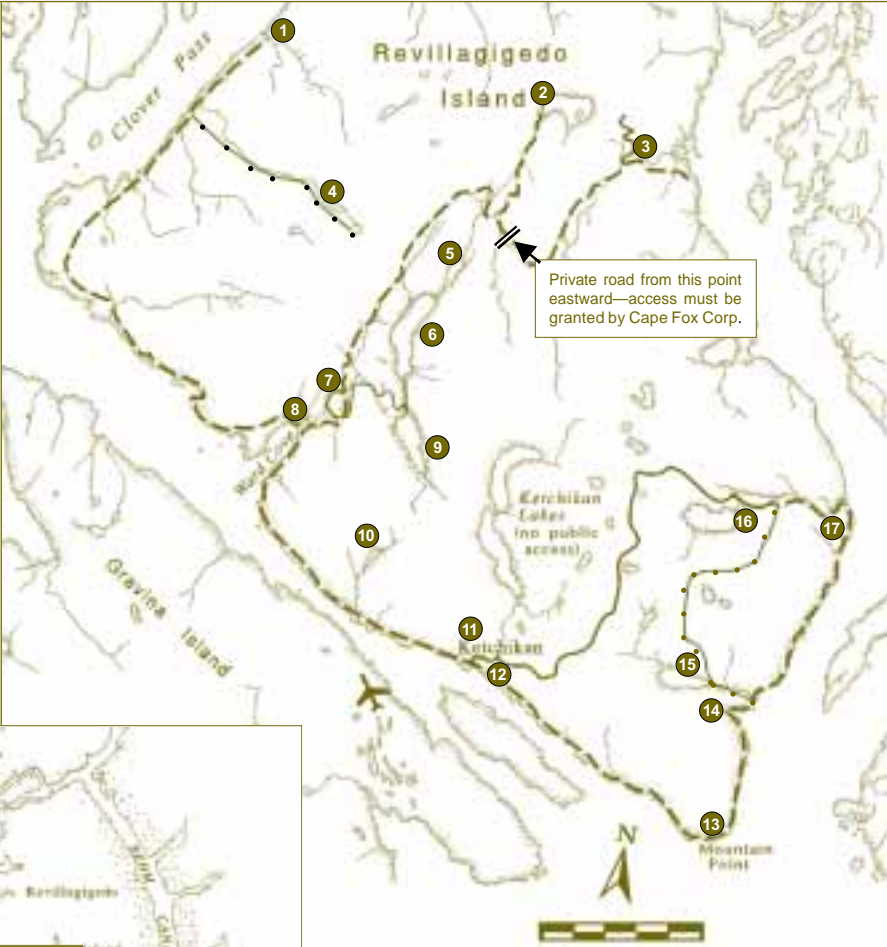 1
Revillagigedo
Island
2
Clover Pass
3
4
5
Private road from this point
eastward—access must be
granted by Cape Fox Corp.
6
7
8
Ward Cove
9
Ketchikan
Lakes
(no public
access)
16
17
10
Gravina Island
11
Ketchikan
12
15
14
13
Mountain
Point
N
Revillagigedo